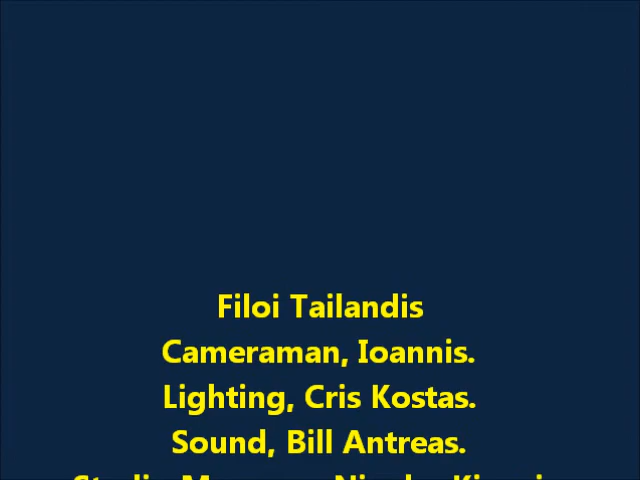 Filoi Tailandis
Cameraman, Ioannis.
Lighting, Cris Kostas.
Sound, Bill Antreas.